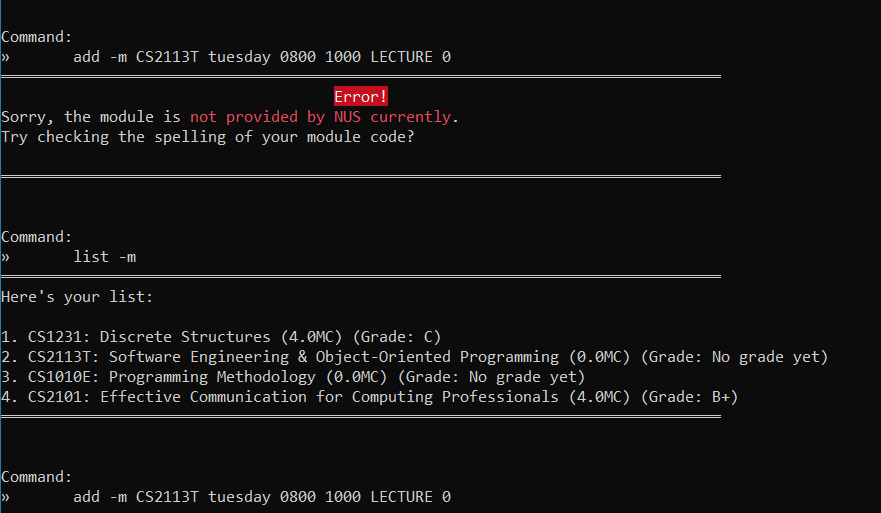 Command:
» add -m CS2113T tuesday 0800 1000 LECTURE 0
Error!
Sorry, the module is not provided by NUS currently.
Try checking the spelling of your module code?
Command:
» list -m
Here's your list:
1. CS1231: Discrete Structures (4.0MC) (Grade: C)
2. CS2113T: Software Engineering & Object-Oriented Programming (0.0MC) (Grade: No grade yet)
3. CS1010E: Programming Methodology (0.0MC) (Grade: No grade yet)
4. CS2101: Effective Communication for Computing Professionals (4.0MC) (Grade: B+)
Command:
» add -m CS2113T tuesday 0800 1000 LECTURE 0